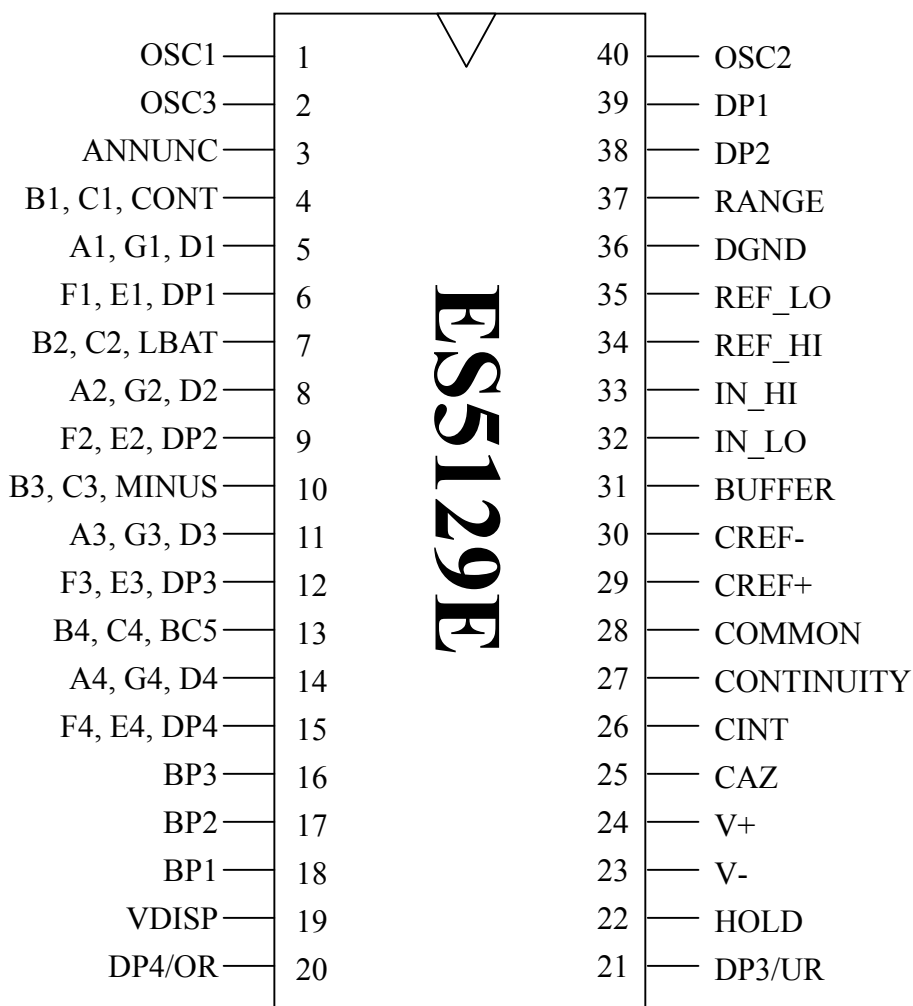 OSC1 1 40 OSC2
OSC3 2 39 DP1
ANNUNC 3 38 DP2
B1, C1, CONT 4 37 RANGE
A1, G1, D1 5 36 DGND
F1, E1, DP1 6 35 REF_LO
B2, C2, LBAT 7 34 REF_HI
A2, G2, D2 8 33 IN_HI
F2, E2, DP2 9 32 IN_LO
B3, C3, MINUS 10 31 BUFFER
A3, G3, D3 11 30 CREF-
F3, E3, DP3 12 29 CREF+
B4, C4, BC5 13 28 COMMON
A4, G4, D4 14 27 CONTINUITY
F4, E4, DP4 15 26 CINT
BP3 16 25 CAZ
BP2 17 24 V+
BP1 18 23 V-
VDISP 19 22 HOLD
DP4/OR 20 21 DP3/UR
ES5129E